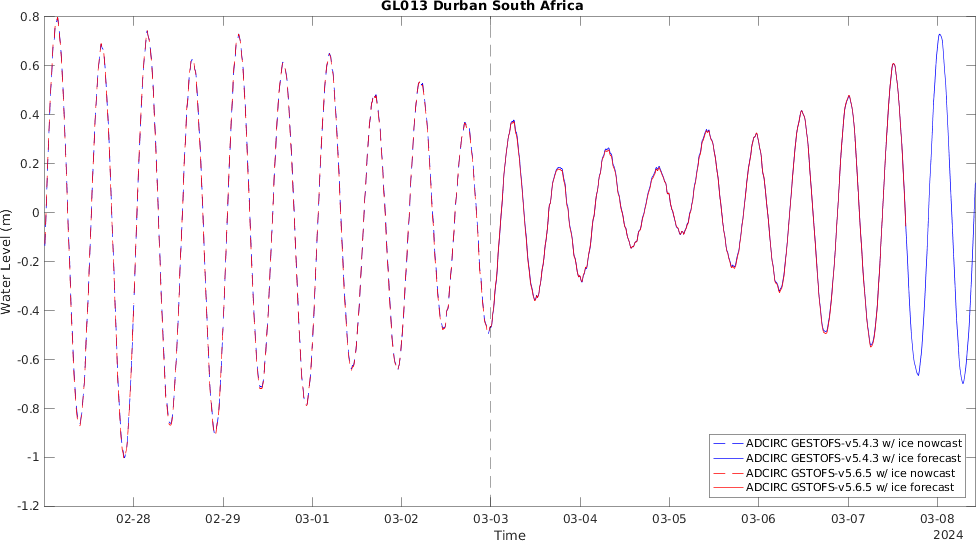 GL013 Durban South Africa
0.8
0.6
0.4
0.2
0
-0.2
-0.4
-0.6
-0.8
-1
-1.2
Water Level (m)
ADCIRC GESTOFS-v5.4.3 w/ ice nowcast
ADCIRC GESTOFS-v5.4.3 w/ ice forecast
ADCIRC GSTOFS-v5.6.5 w/ ice nowcast
ADCIRC GSTOFS-v5.6.5 w/ ice forecast
02-28 02-29 03-01 03-02 03-03 03-04 03-05 03-06 03-07 03-08
Time 2024